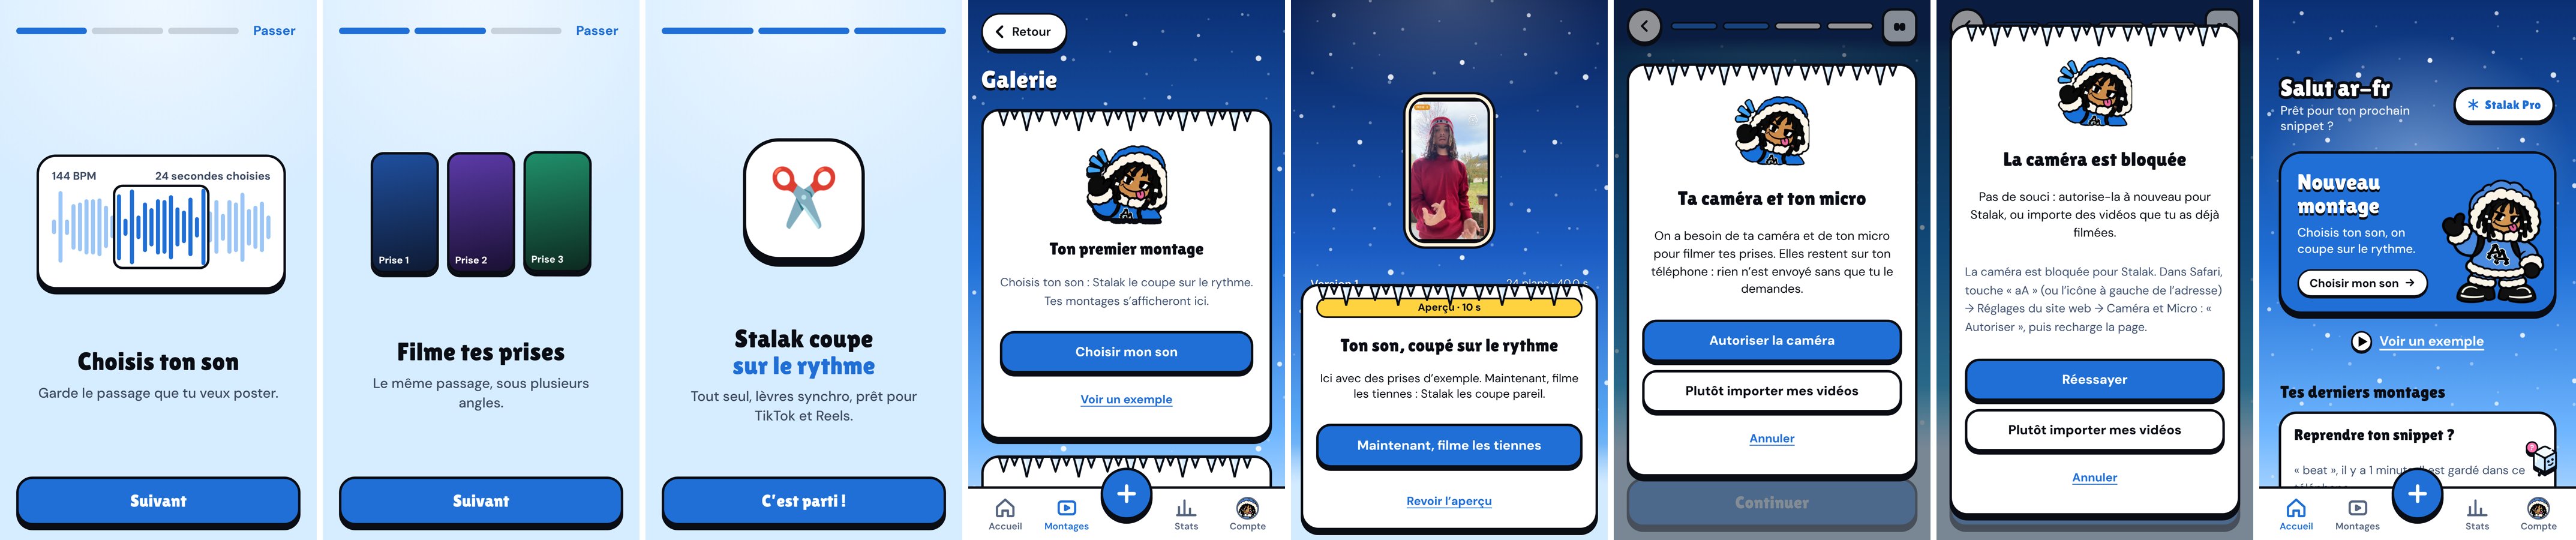 Passer
144 BPM
24 secondes choisies
Choisis ton son
Garde le passage que tu veux poster.
Suivant
Passer
Prise 1
Prise 2
Prise 3
Filme tes prises
Le même passage, sous plusieurs
angles.
Suivant
Stalak coupe
sur le rythme
Tout seul, lèvres synchro, prêt pour
TikTok et Reels.
C'est parti !
Retour
Galerie
Ton premier montage
Choisis ton son : Stalak le coupe sur le rythme.
Tes montages s'afficheront ici.
Choisir mon son
Voir un exemple
Accueil
Montages
Stats
Compte
Version 1
24 plans · 40.0 s
Aperçu · 10 s
Ton son, coupé sur le rythme
Ici avec des prises d'exemple. Maintenant, filme
les tiennes : Stalak les coupe pareil.
Maintenant, filme les tiennes
Revoir l'aperçu
Ta caméra et ton micro
On a besoin de ta caméra et de ton micro
pour filmer tes prises. Elles restent sur ton
téléphone : rien n'est envoyé sans que tu le
demandes.
Autoriser la caméra
Plutôt importer mes vidéos
Annuler
Continuer
La caméra est bloquée
Pas de souci : autorise-la à nouveau pour
Stalak, ou importe des vidéos que tu as déjà
filmées.
La caméra est bloquée pour Stalak. Dans Safari,
touche « aA » (ou l'icône à gauche de l'adresse)
→ Réglages du site web → Caméra et Micro : «
Autoriser », puis recharge la page.
Réessayer
Plutôt importer mes vidéos
Annuler
Salut ar-fr
Prêt pour ton prochain
snippet ?
Stalak Pro
Nouveau
montage
Choisis ton son, on
coupe sur le rythme.
Choisir mon son →
AA
Voir un exemple
Tes derniers montages
Reprendre ton snippet ?
« beat », il y a 1 minute est gardé dans ce
téléphone
Accueil
Montages
Stats
Compte